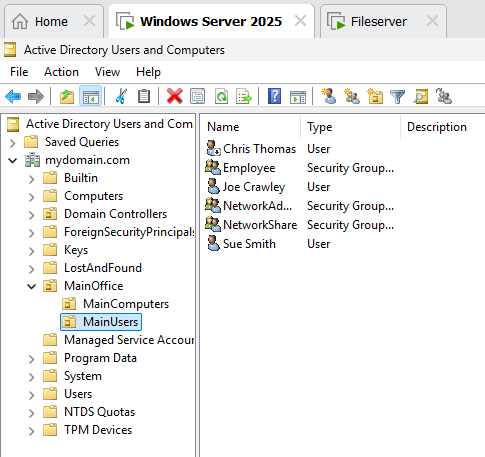 Home
Windows Server 2025
Fileserver
Active Directory Users and Computers
File Action View Help
Active Directory Users and Com
Saved Queries
mydomain.com
Builtin
Computers
Domain Controllers
ForeignSecurityPrincipals
Keys
LostAndFound
MainOffice
MainComputers
MainUsers
Managed Service Accour
Program Data
System
Users
NTDS Quotas
TPM Devices
Name Type Description
Chris Thomas User
Employee Security Group...
Joe Crawley User
NetworkAd... Security Group...
NetworkShare Security Group...
Sue Smith User